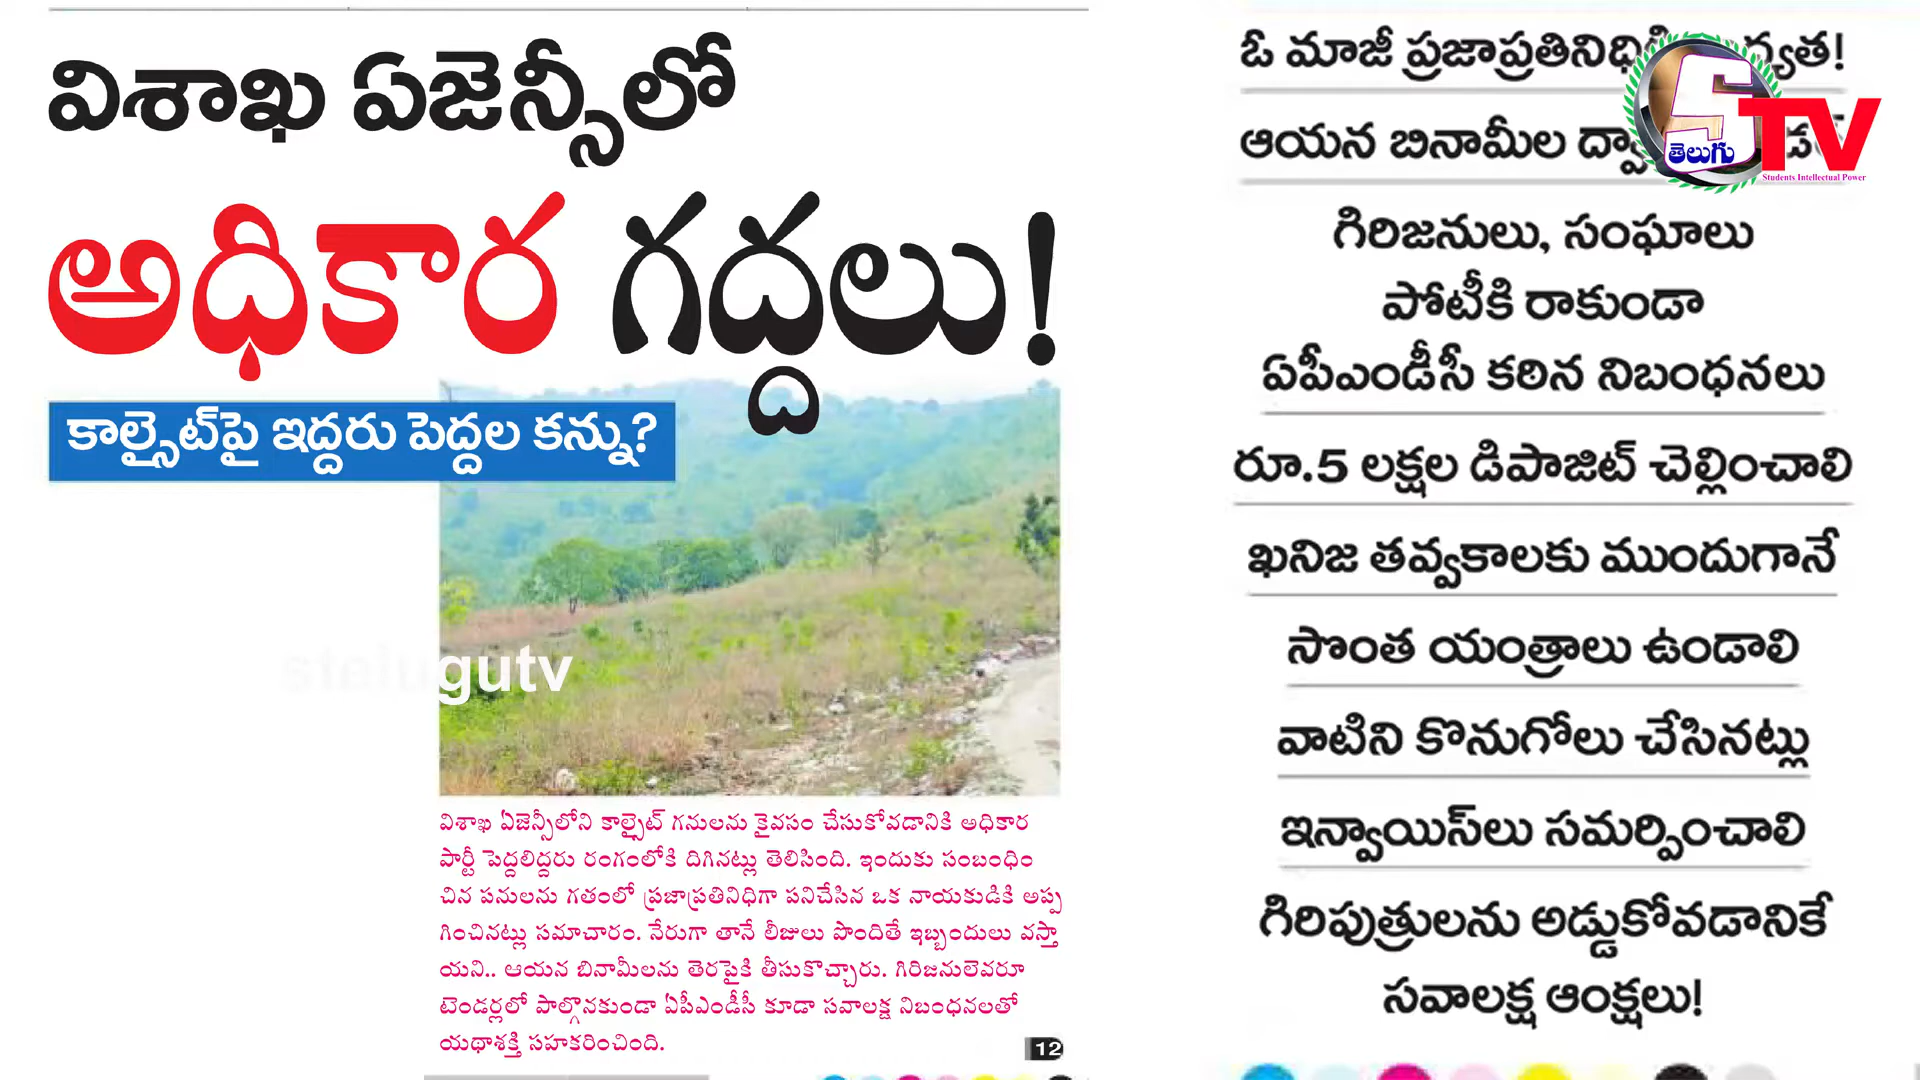 విశాఖ ఏజెన్సీలో
అధికార గద్దలు!
కాల్సైట్‌పై ఇద్దరు పెద్దల కన్ను?
stelugutv
విశాఖ ఏజెన్సీలోని కాల్సైట్ గనులను కైవసం చేసుకోవడానికి అధికార
పార్టీ పెద్దలిద్దరు రంగంలోకి దిగినట్లు తెలిసింది. ఇందుకు సంబంధిం
చిన పనులను గతంలో ప్రజాప్రతినిధిగా పనిచేసిన ఒక నాయకుడికి అప్ప
గించినట్లు సమాచారం. నేరుగా తానే లీజులు పొందితే ఇబ్బందులు వస్తా
యని.. ఆయన బినామీలను తెరపైకి తీసుకొచ్చారు. గిరిజనులెవరూ
టెండర్లలో పాల్గొనకుండా ఏపీఎండీసీ కూడా సవాలక్ష నిబంధనలతో
యథాశక్తి సహకరించింది.
12
ఓ మాజీ
ఆయన బినామీల
గిరిజనులు, సంఘాలు
పోటీకి రాకుండా
ఏపీఎండీసీ కఠిన నిబంధనలు
రూ.5 లక్షల డిపాజిట్ చెల్లించాలి
ఖనిజ తవ్వకాలకు ముందుగానే
సొంత యంత్రాలు ఉండాలి
వాటిని కొనుగోలు చేసినట్లు
ఇన్వాయిస్‌లు సమర్పించాలి
గిరిపుత్రులను అడ్డుకోవడానికే
సవాలక్ష ఆంక్షలు!
S TV
తెలుగు
Students Intellectual Power